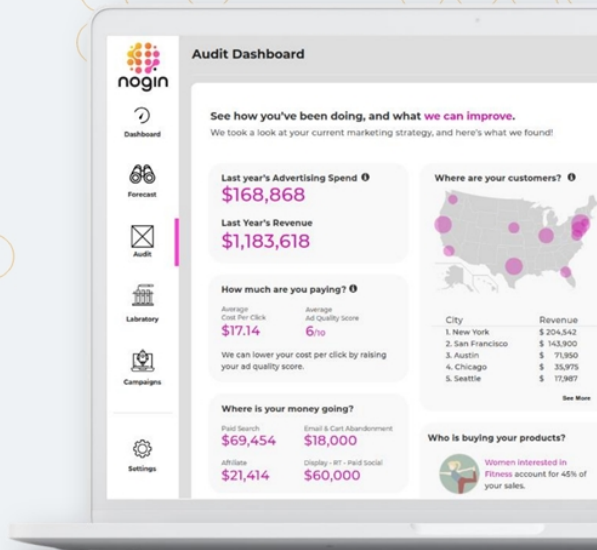 nogin
Dashboard
Forecast
Audit
Labratory
Campaigns
Settings
Audit Dashboard
See how you've been doing, and what we can improve.
We took a look at your current marketing strategy, and here's what we found!
Last year's Advertising Spend
$168,868
Last Year's Revenue
$1,183,618
How much are you paying?
Average
Cost Per Click
$17.14
Average
Ad Quality Score
6/10
We can lower your cost per click by raising
your ad quality score.
Where is your money going?
Paid Search
$69,454
Email & Cart Abandonment
$18,000
Affiliate
$21,414
Display - RT - Paid Social
$60,000
Where are your customers?
City Revenue
1. New York $ 204,542
2. San Francisco $ 143,900
3. Austin $ 71,950
4. Chicago $ 35,975
5. Seattle $ 17,987
See More
Who is buying your products?
Women interested in
Fitness account for 45% of
your sales.